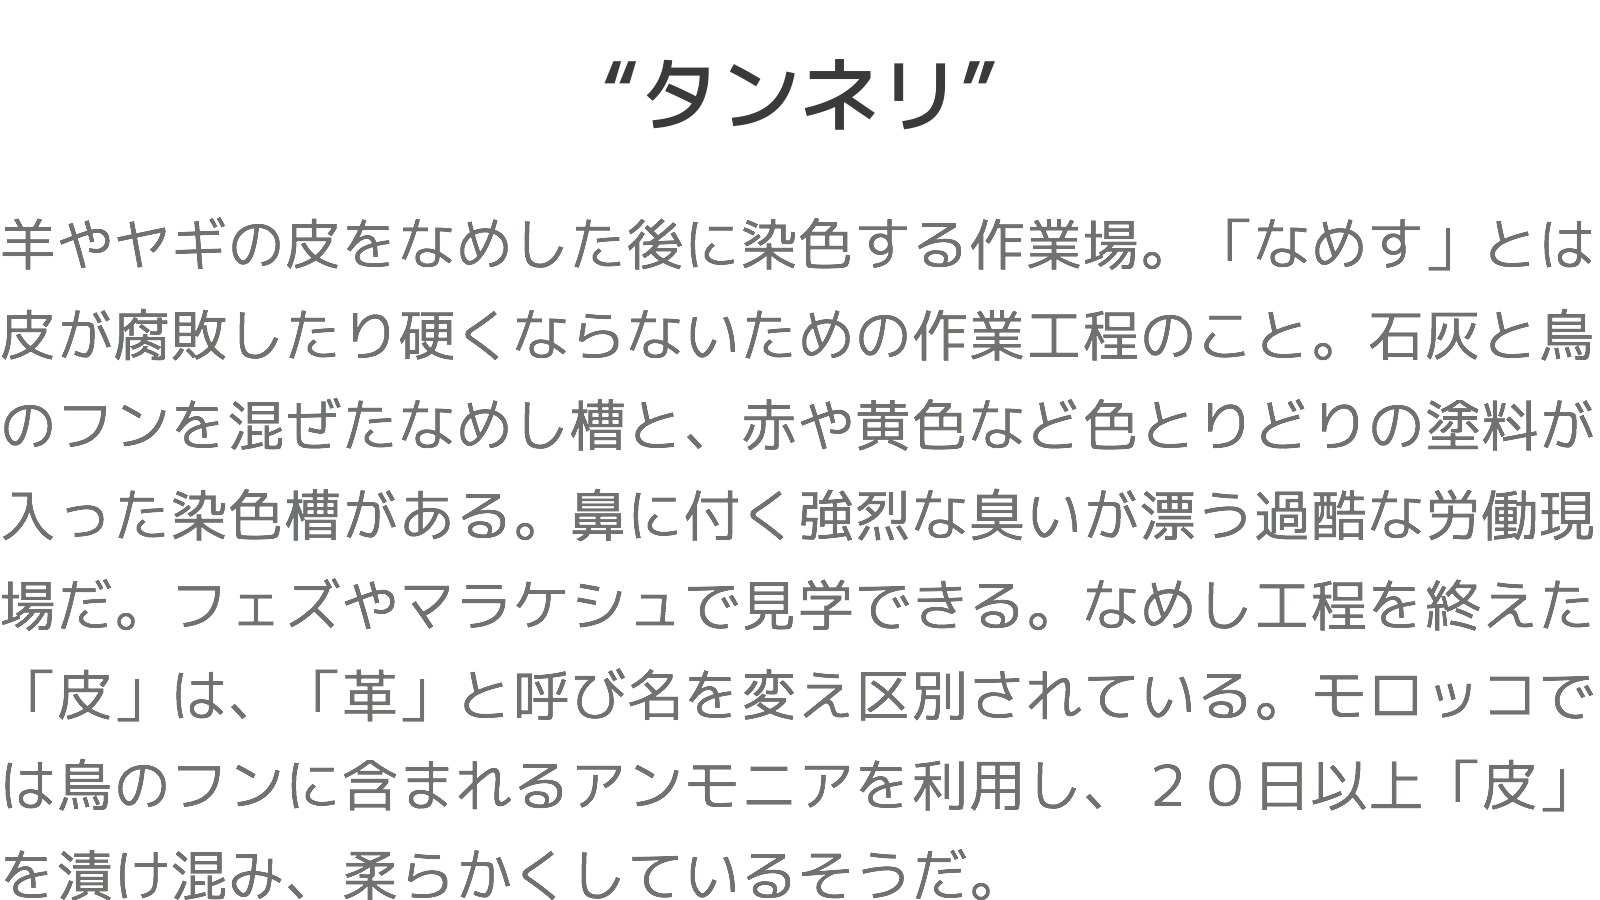 “タンネリ”
羊やヤギの皮をなめした後に染色する作業場。「なめす」とは
皮が腐敗したり硬くならないための作業工程のこと。石灰と鳥
のフンを混ぜたなめし槽と、赤や黄色など色とりどりの塗料が
入った染色槽がある。鼻に付く強烈な臭いが漂う過酷な労働現
場だ。フェズやマラケシュで見学できる。なめし工程を終えた
「皮」は、「革」と呼び名を変え区別されている。モロッコで
は鳥のフンに含まれるアンモニアを利用し、２０日以上「皮」
を漬け混み、柔らかくしているそうだ。